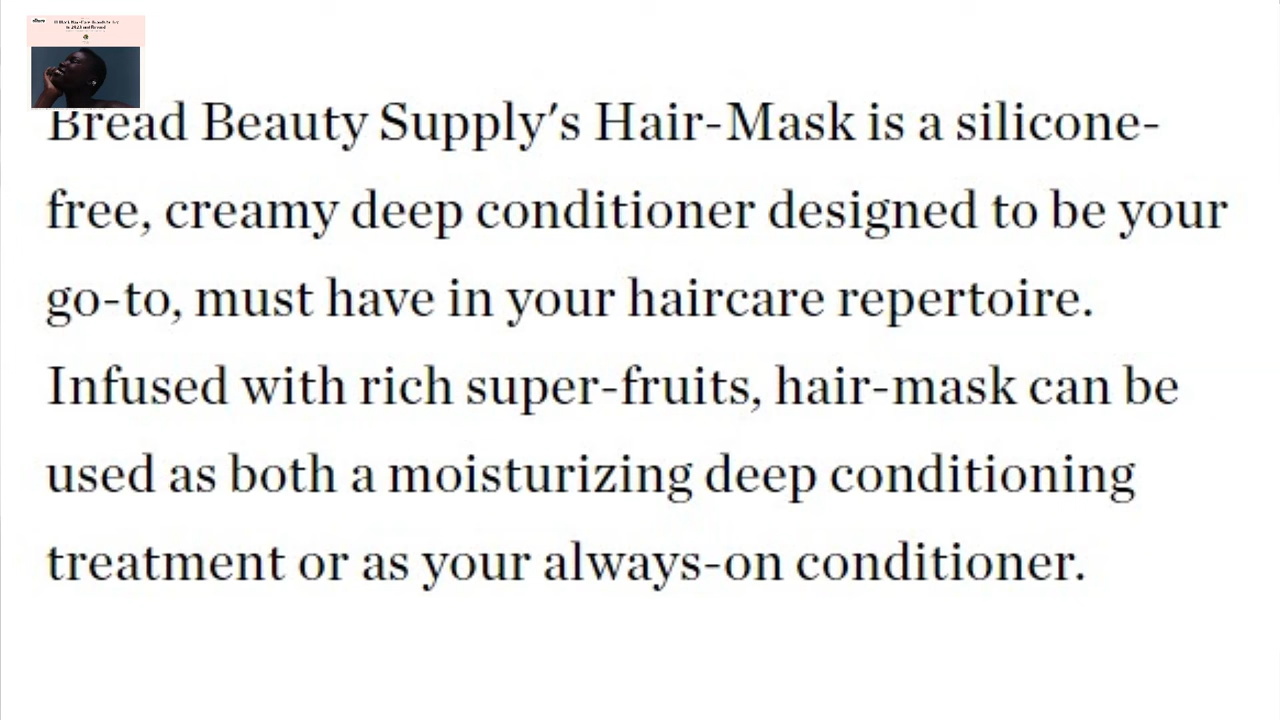 Bread Beauty Supply's Hair-Mask is a silicone-
free, creamy deep conditioner designed to be your
go-to, must have in your haircare repertoire.
Infused with rich super-fruits, hair-mask can be
used as both a moisturizing deep conditioning
treatment or as your always-on conditioner.